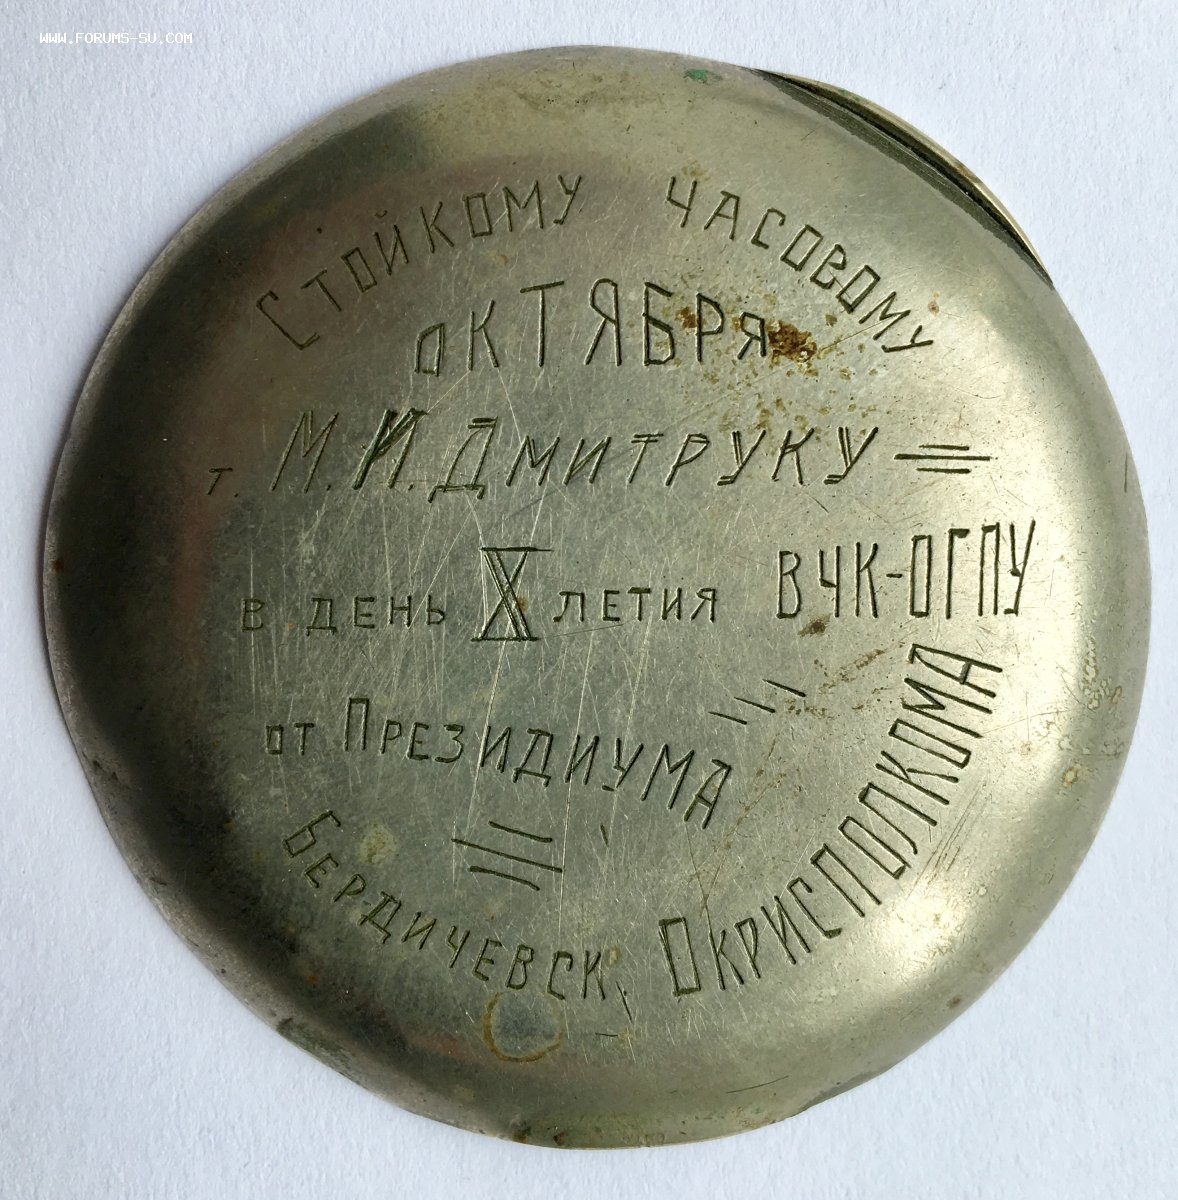 WWW.FORUMS-SU.COM
Стойкому часовому
Октября
т. М. И. Дмитруку
в день X летия ВЧК-ОГПУ
от Президиума
Бердичевск. Окрисполкома